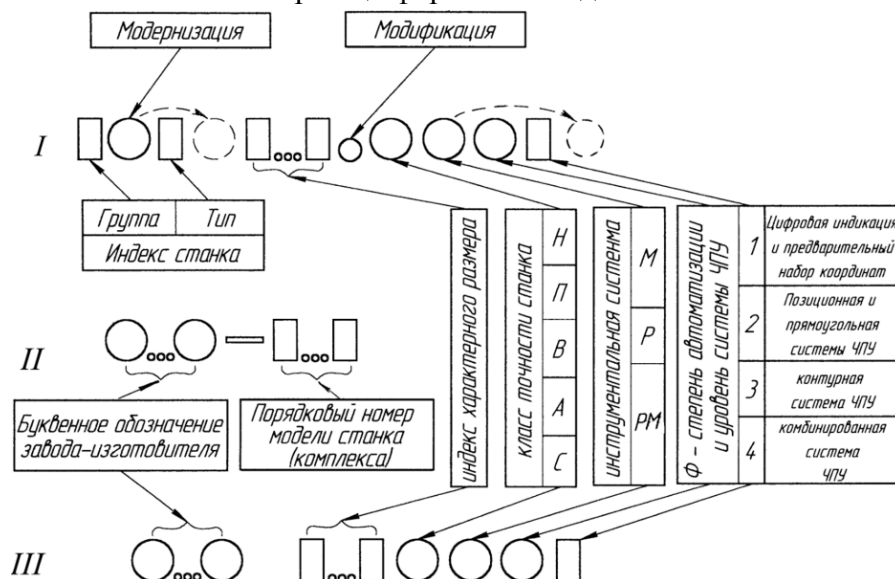 Модернизация
Модификация
I
Группа
Тип
Индекс станка
II
Буквенное обозначение
завода-изготовителя
Порядковый номер
модели станка
(комплекса)
индекс характерного размера
класс точности станка
Н
П
В
А
С
инструментальная система
М
Р
РМ
Ф - степень автоматизации
и уровень системы ЧПУ
1
Цифровая индикация
и предварительный
набор координат
2
Позиционная и
прямоугольная
системы ЧПУ
3
контурная
система ЧПУ
4
комбинированная
система
ЧПУ
III